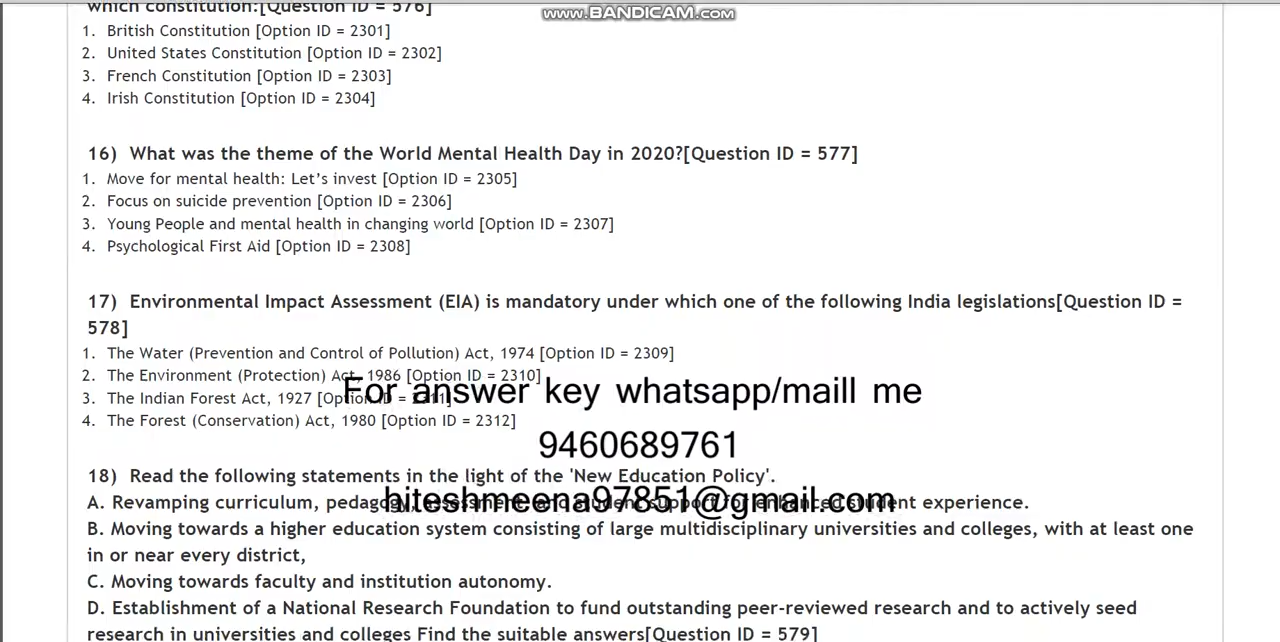 which constitution:[Question ID = 576]
www.BANDICAM.com
1. British Constitution [Option ID = 2301]
2. United States Constitution [Option ID = 2302]
3. French Constitution [Option ID = 2303]
4. Irish Constitution [Option ID = 2304]
16) What was the theme of the World Mental Health Day in 2020?[Question ID = 577]
1. Move for mental health: Let’s invest [Option ID = 2305]
2. Focus on suicide prevention [Option ID = 2306]
3. Young People and mental health in changing world [Option ID = 2307]
4. Psychological First Aid [Option ID = 2308]
17) Environmental Impact Assessment (EIA) is mandatory under which one of the following India legislations[Question ID =
578]
1. The Water (Prevention and Control of Pollution) Act, 1974 [Option ID = 2309]
2. The Environment (Protection) Act, 1986 [Option ID = 2310]
3. The Indian Forest Act, 1927 [Option ID = 2311]
For answer key whatsapp/maill me
4. The Forest (Conservation) Act, 1980 [Option ID = 2312]
9460689761
18) Read the following statements in the light of the 'New Education Policy'.
A. Revamping curriculum, pedagogy, assessment, and student support for enhanced student experience.
hiteshmeena97851@gmail.com
B. Moving towards a higher education system consisting of large multidisciplinary universities and colleges, with at least one
in or near every district,
C. Moving towards faculty and institution autonomy.
D. Establishment of a National Research Foundation to fund outstanding peer-reviewed research and to actively seed
research in universities and colleges Find the suitable answers[Question ID = 579]